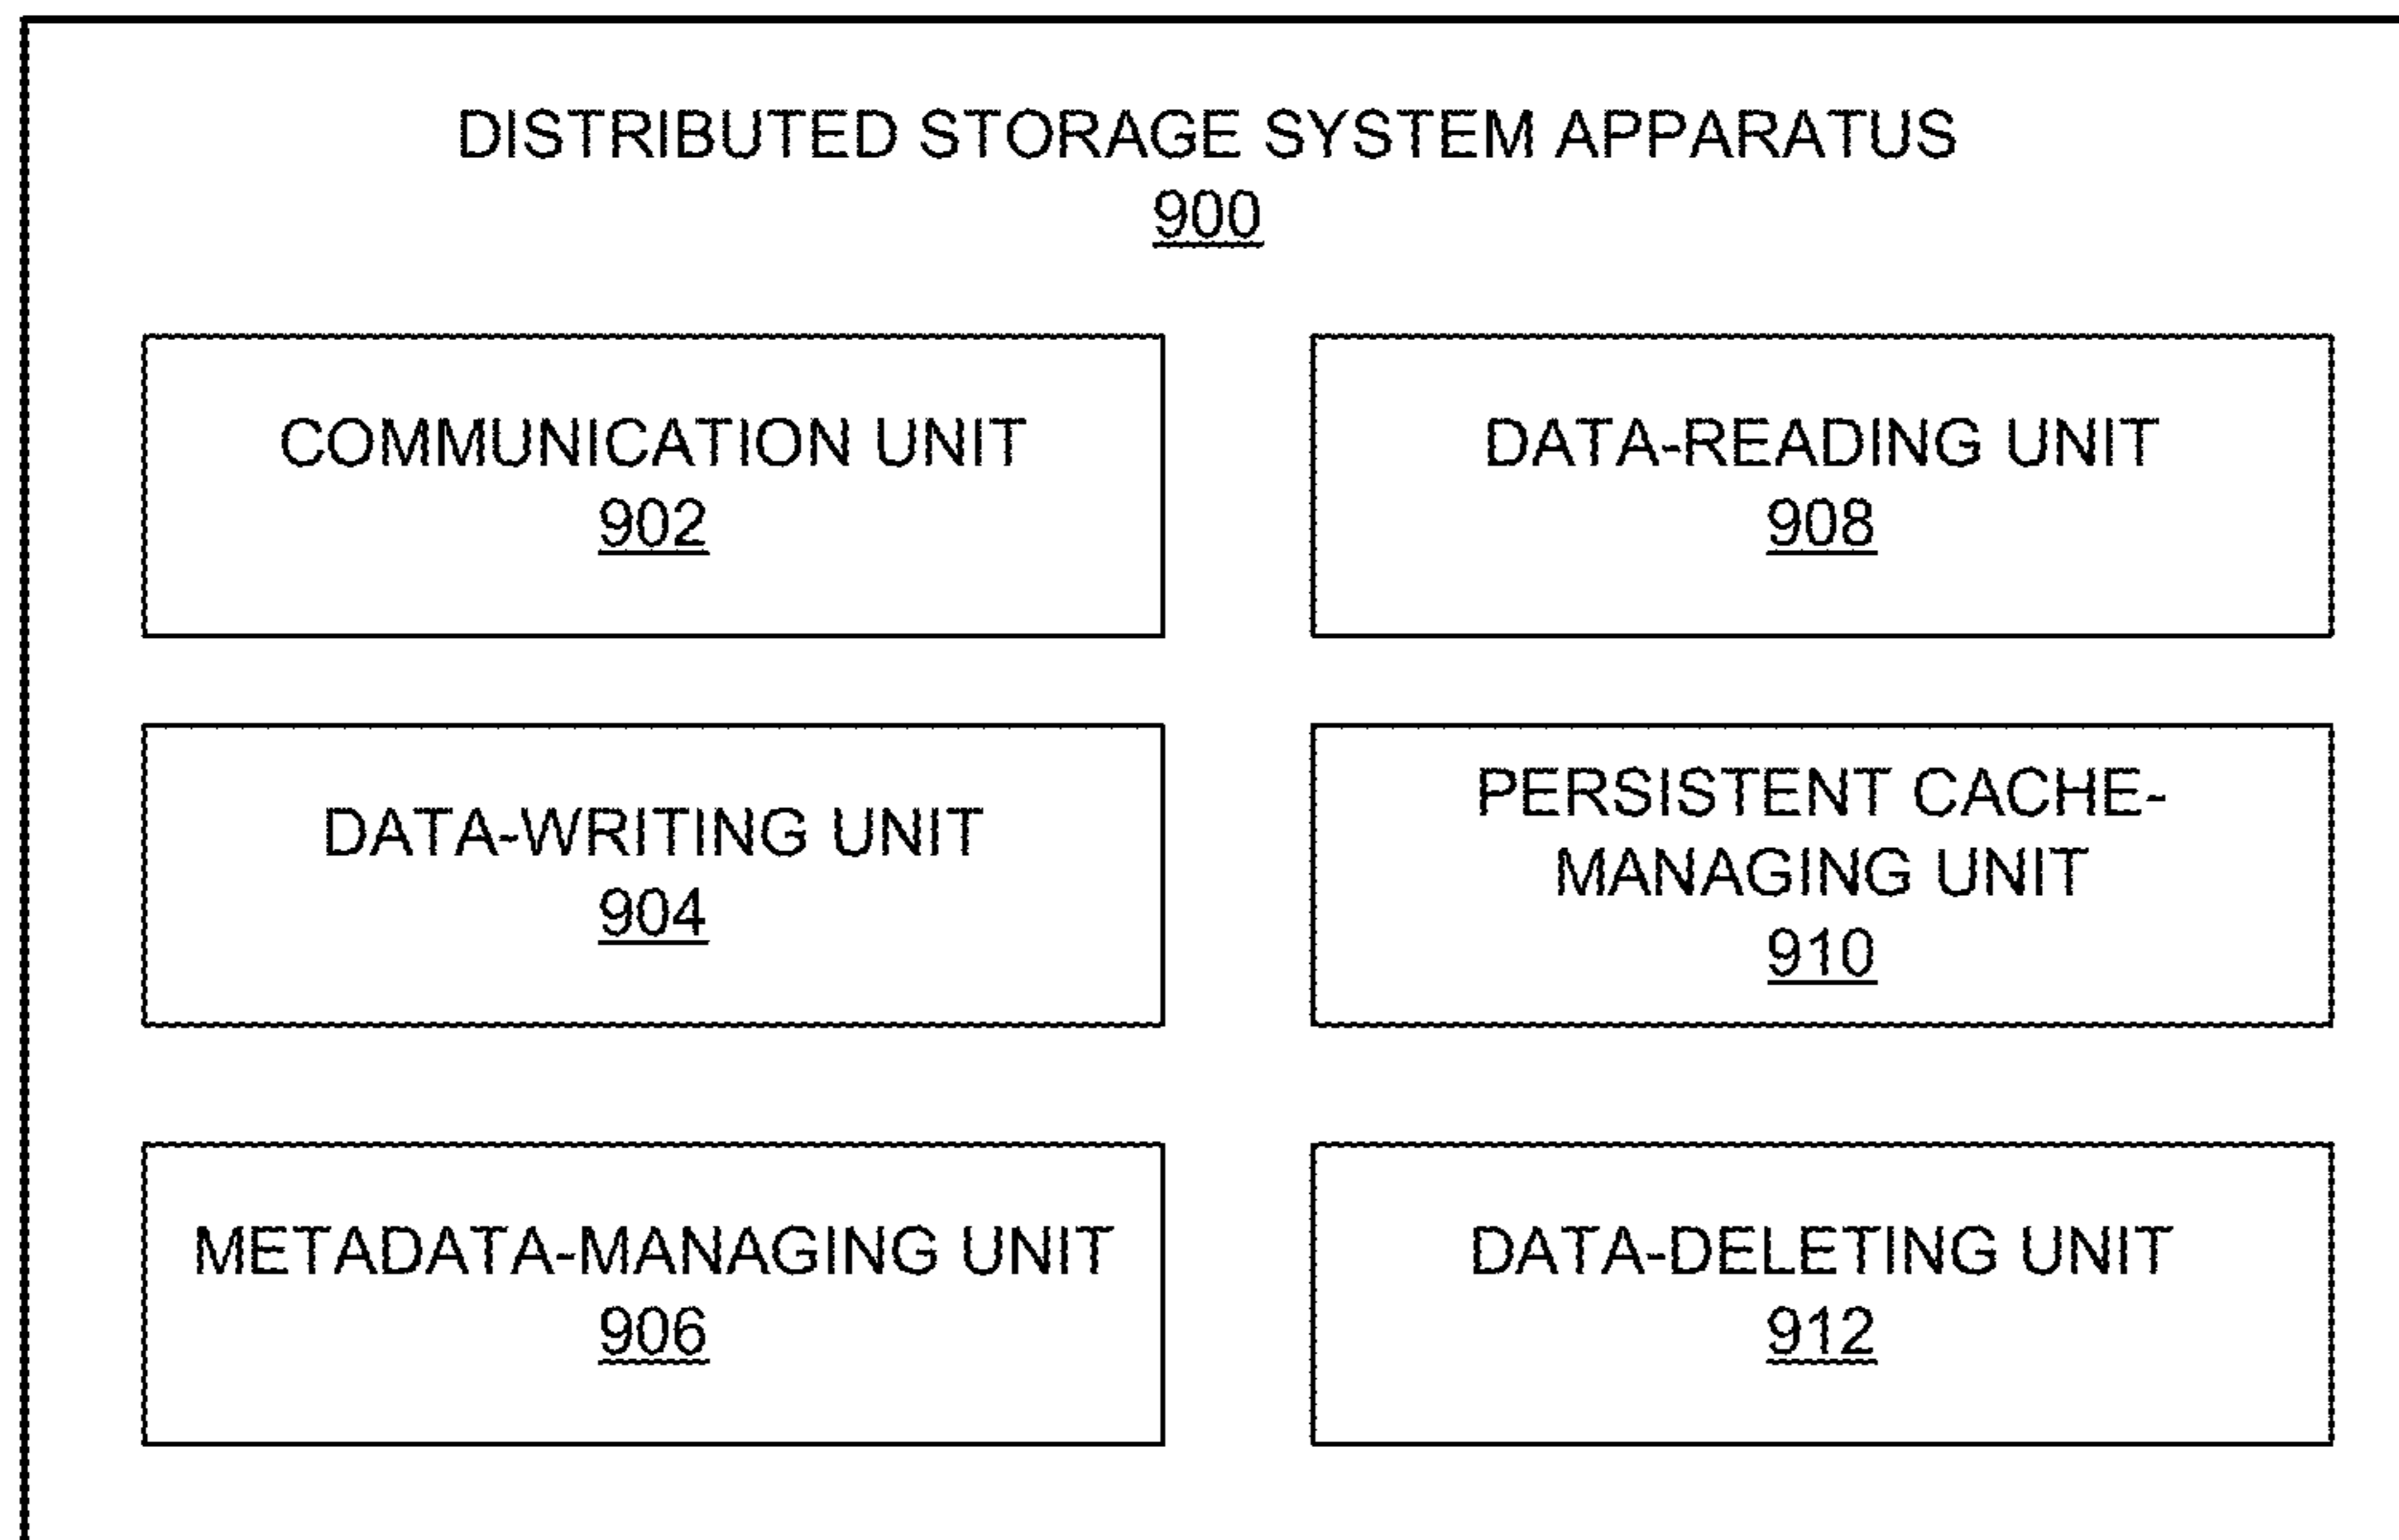 DISTRIBUTED STORAGE SYSTEM APPARATUS
900
COMMUNICATION UNIT
902
DATA-READING UNIT
908
DATA-WRITING UNIT
904
PERSISTENT CACHE-
MANAGING UNIT
910
METADATA-MANAGING UNIT
906
DATA-DELETING UNIT
912